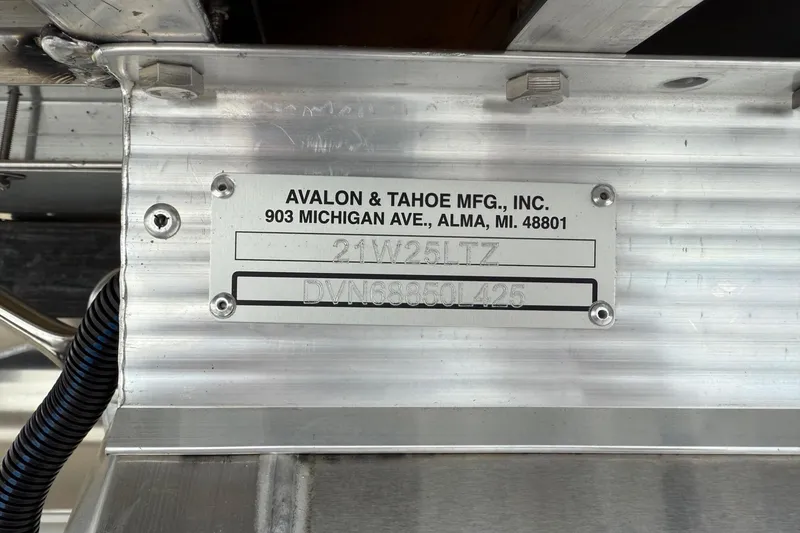 AVALON & TAHOE MFG., INC.
903 MICHIGAN AVE., ALMA, MI. 48801
21W25LTZ
DVN68850L425